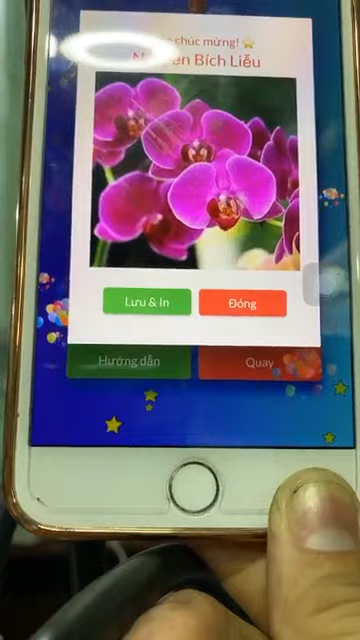 chúc mừng! ⭐
Bích Liễu
Lưu & In
Đóng
Hướng dẫn
Quay